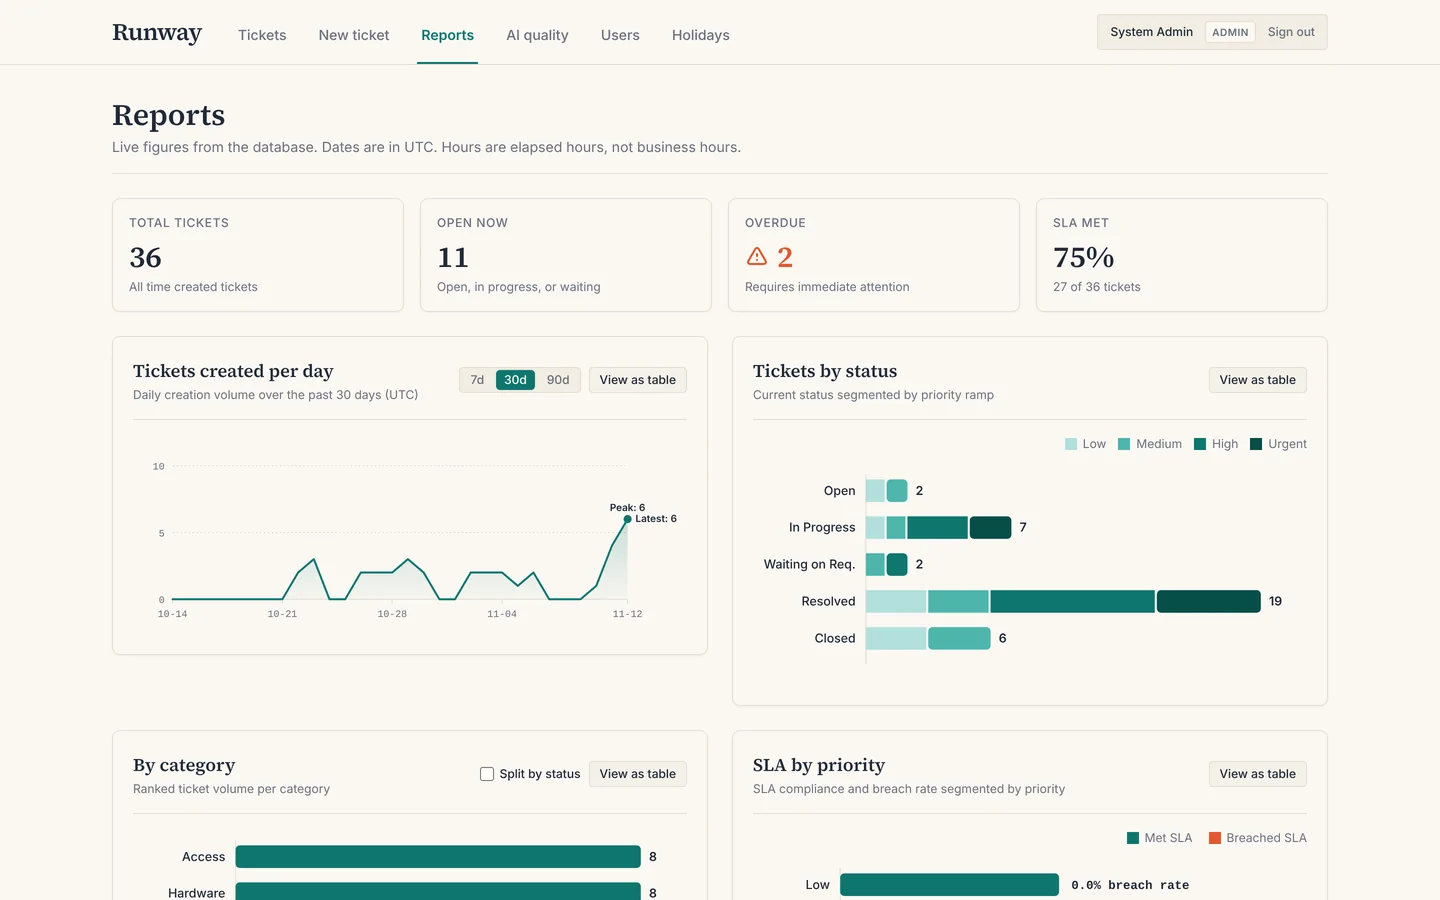 Runway
Tickets
New ticket
Reports
AI quality
Users
Holidays
System Admin
ADMIN
Sign out
Reports
Live figures from the database. Dates are in UTC. Hours are elapsed hours, not business hours.
TOTAL TICKETS
36
All time created tickets
OPEN NOW
11
Open, in progress, or waiting
OVERDUE
2
Requires immediate attention
SLA MET
75%
27 of 36 tickets
Tickets created per day
Daily creation volume over the past 30 days (UTC)
7d
30d
90d
View as table
10
5
0
Peak: 6
Latest: 6
10-14
10-21
10-28
11-04
11-12
Tickets by status
Current status segmented by priority ramp
View as table
Low
Medium
High
Urgent
Open
2
In Progress
7
Waiting on Req.
2
Resolved
19
Closed
6
By category
Ranked ticket volume per category
Split by status
View as table
Access
8
Hardware
8
SLA by priority
SLA compliance and breach rate segmented by priority
View as table
Met SLA
Breached SLA
Low
0.0% breach rate